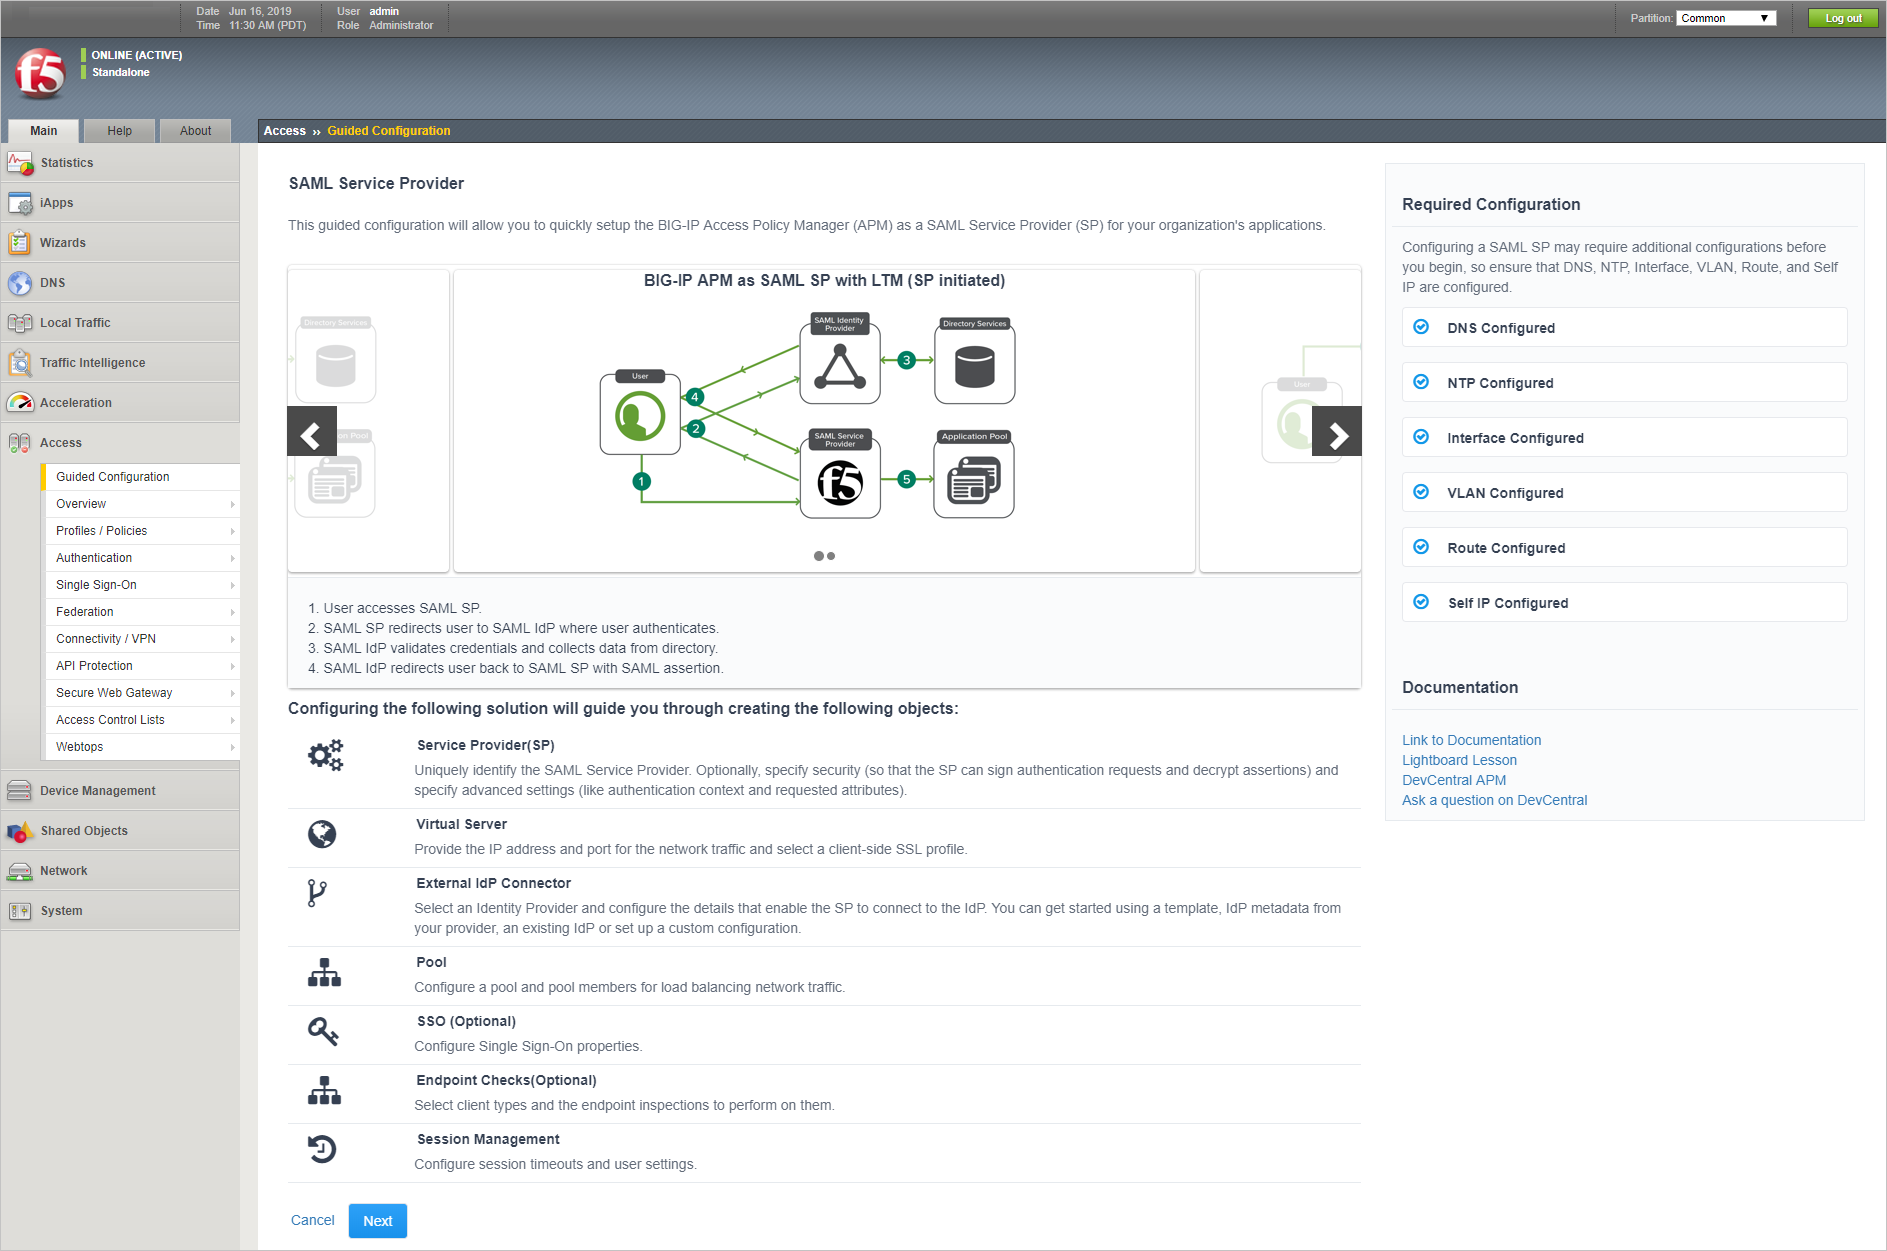 Date Jun 16, 2019
Time 11:30 AM (PDT)
User admin
Role Administrator
Partition: Common
Log out
f5
ONLINE (ACTIVE)
Standalone
Main
Help
About
Access ›› Guided Configuration
Statistics
iApps
Wizards
DNS
Local Traffic
Traffic Intelligence
Acceleration
Access
Guided Configuration
Overview
Profiles / Policies
Authentication
Single Sign-On
Federation
Connectivity / VPN
API Protection
Secure Web Gateway
Access Control Lists
Webtops
Device Management
Shared Objects
Network
System
SAML Service Provider
This guided configuration will allow you to quickly setup the BIG-IP Access Policy Manager (APM) as a SAML Service Provider (SP) for your organization's applications.
Directory Services
on Pool
BIG-IP APM as SAML SP with LTM (SP initiated)
SAML Identity
Provider
Directory Services
User
3
4
2
SAML Service
Provider
Application Pool
f5
1
5
User
1. User accesses SAML SP.
2. SAML SP redirects user to SAML IdP where user authenticates.
3. SAML IdP validates credentials and collects data from directory.
4. SAML IdP redirects user back to SAML SP with SAML assertion.
Configuring the following solution will guide you through creating the following objects:
Service Provider(SP)
Uniquely identify the SAML Service Provider. Optionally, specify security (so that the SP can sign authentication requests and decrypt assertions) and
specify advanced settings (like authentication context and requested attributes).
Virtual Server
Provide the IP address and port for the network traffic and select a client-side SSL profile.
External IdP Connector
Select an Identity Provider and configure the details that enable the SP to connect to the IdP. You can get started using a template, IdP metadata from
your provider, an existing IdP or set up a custom configuration.
Pool
Configure a pool and pool members for load balancing network traffic.
SSO (Optional)
Configure Single Sign-On properties.
Endpoint Checks(Optional)
Select client types and the endpoint inspections to perform on them.
Session Management
Configure session timeouts and user settings.
Cancel
Next
Required Configuration
Configuring a SAML SP may require additional configurations before
you begin, so ensure that DNS, NTP, Interface, VLAN, Route, and Self
IP are configured.
DNS Configured
NTP Configured
Interface Configured
VLAN Configured
Route Configured
Self IP Configured
Documentation
Link to Documentation
Lightboard Lesson
DevCentral APM
Ask a question on DevCentral